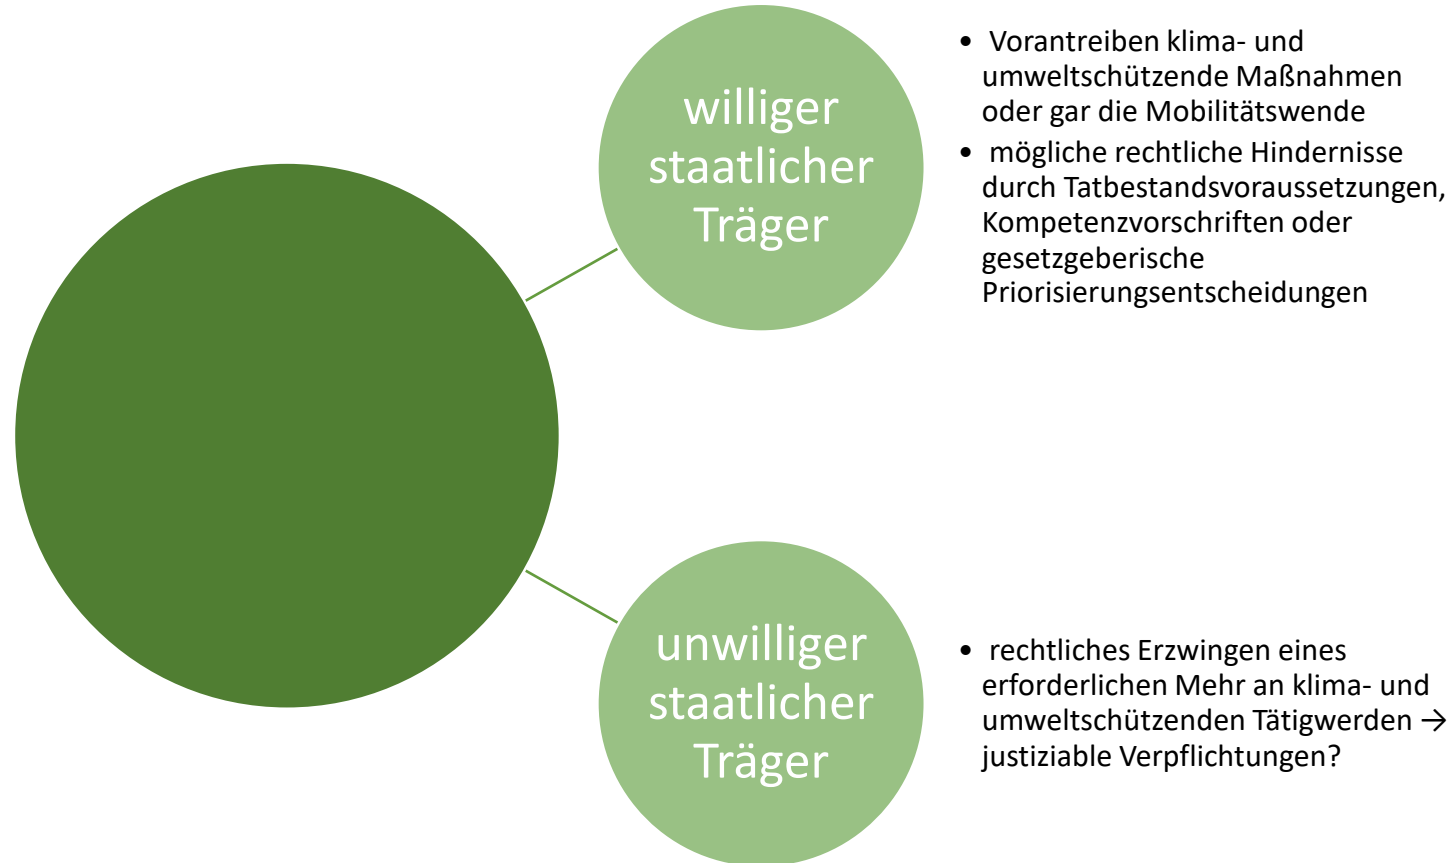 williger
staatlicher
Träger
• Vorantreiben klima- und
umweltschützende Maßnahmen
oder gar die Mobilitätswende
• mögliche rechtliche Hindernisse
durch Tatbestandsvoraussetzungen,
Kompetenzvorschriften oder
gesetzgeberische
Priorisierungsentscheidungen
unwilliger
staatlicher
Träger
• rechtliches Erzwingen eines
erforderlichen Mehr an klima- und
umweltschützenden Tätigwerden →
justiziable Verpflichtungen?